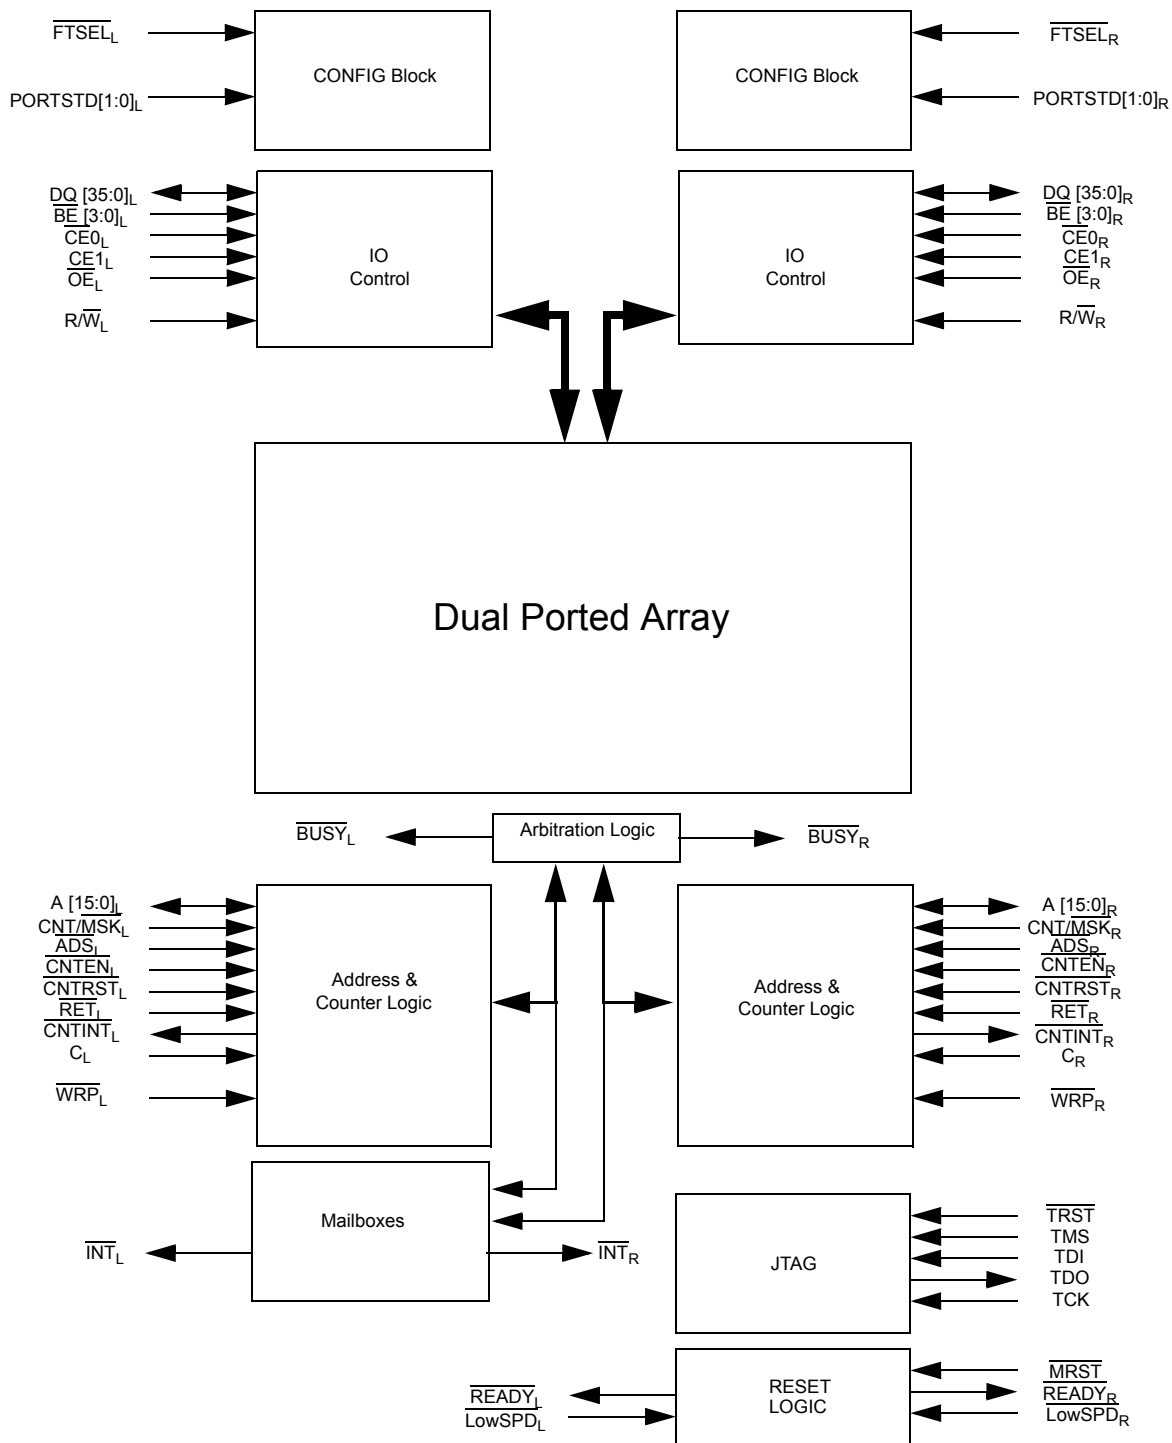 FTSEL_L
CONFIG Block
PORTSTD[1:0]_L
CONFIG Block
FTSEL_R
PORTSTD[1:0]_R
DQ [35:0]_L
BE [3:0]_L
CE0_L
CE1_L
OE_L
R/W_L
IO
Control
IO
Control
DQ [35:0]_R
BE [3:0]_R
CE0_R
CE1_R
OE_R
R/W_R
Dual Ported Array
BUSY_L
Arbitration Logic
BUSY_R
A [15:0]_L
CNT/MSK_L
ADS_L
CNTEN_L
CNTRST_L
RET_L
CNTINT_L
C_L
WRP_L
Address &
Counter Logic
Address &
Counter Logic
A [15:0]_R
CNT/MSK_R
ADS_R
CNTEN_R
CNTRST_R
RET_R
CNTINT_R
C_R
WRP_R
INT_L
Mailboxes
INT_R
JTAG
TRST
TMS
TDI
TDO
TCK
READY_L
LowSPD_L
RESET
LOGIC
MRST
READY_R
LowSPD_R